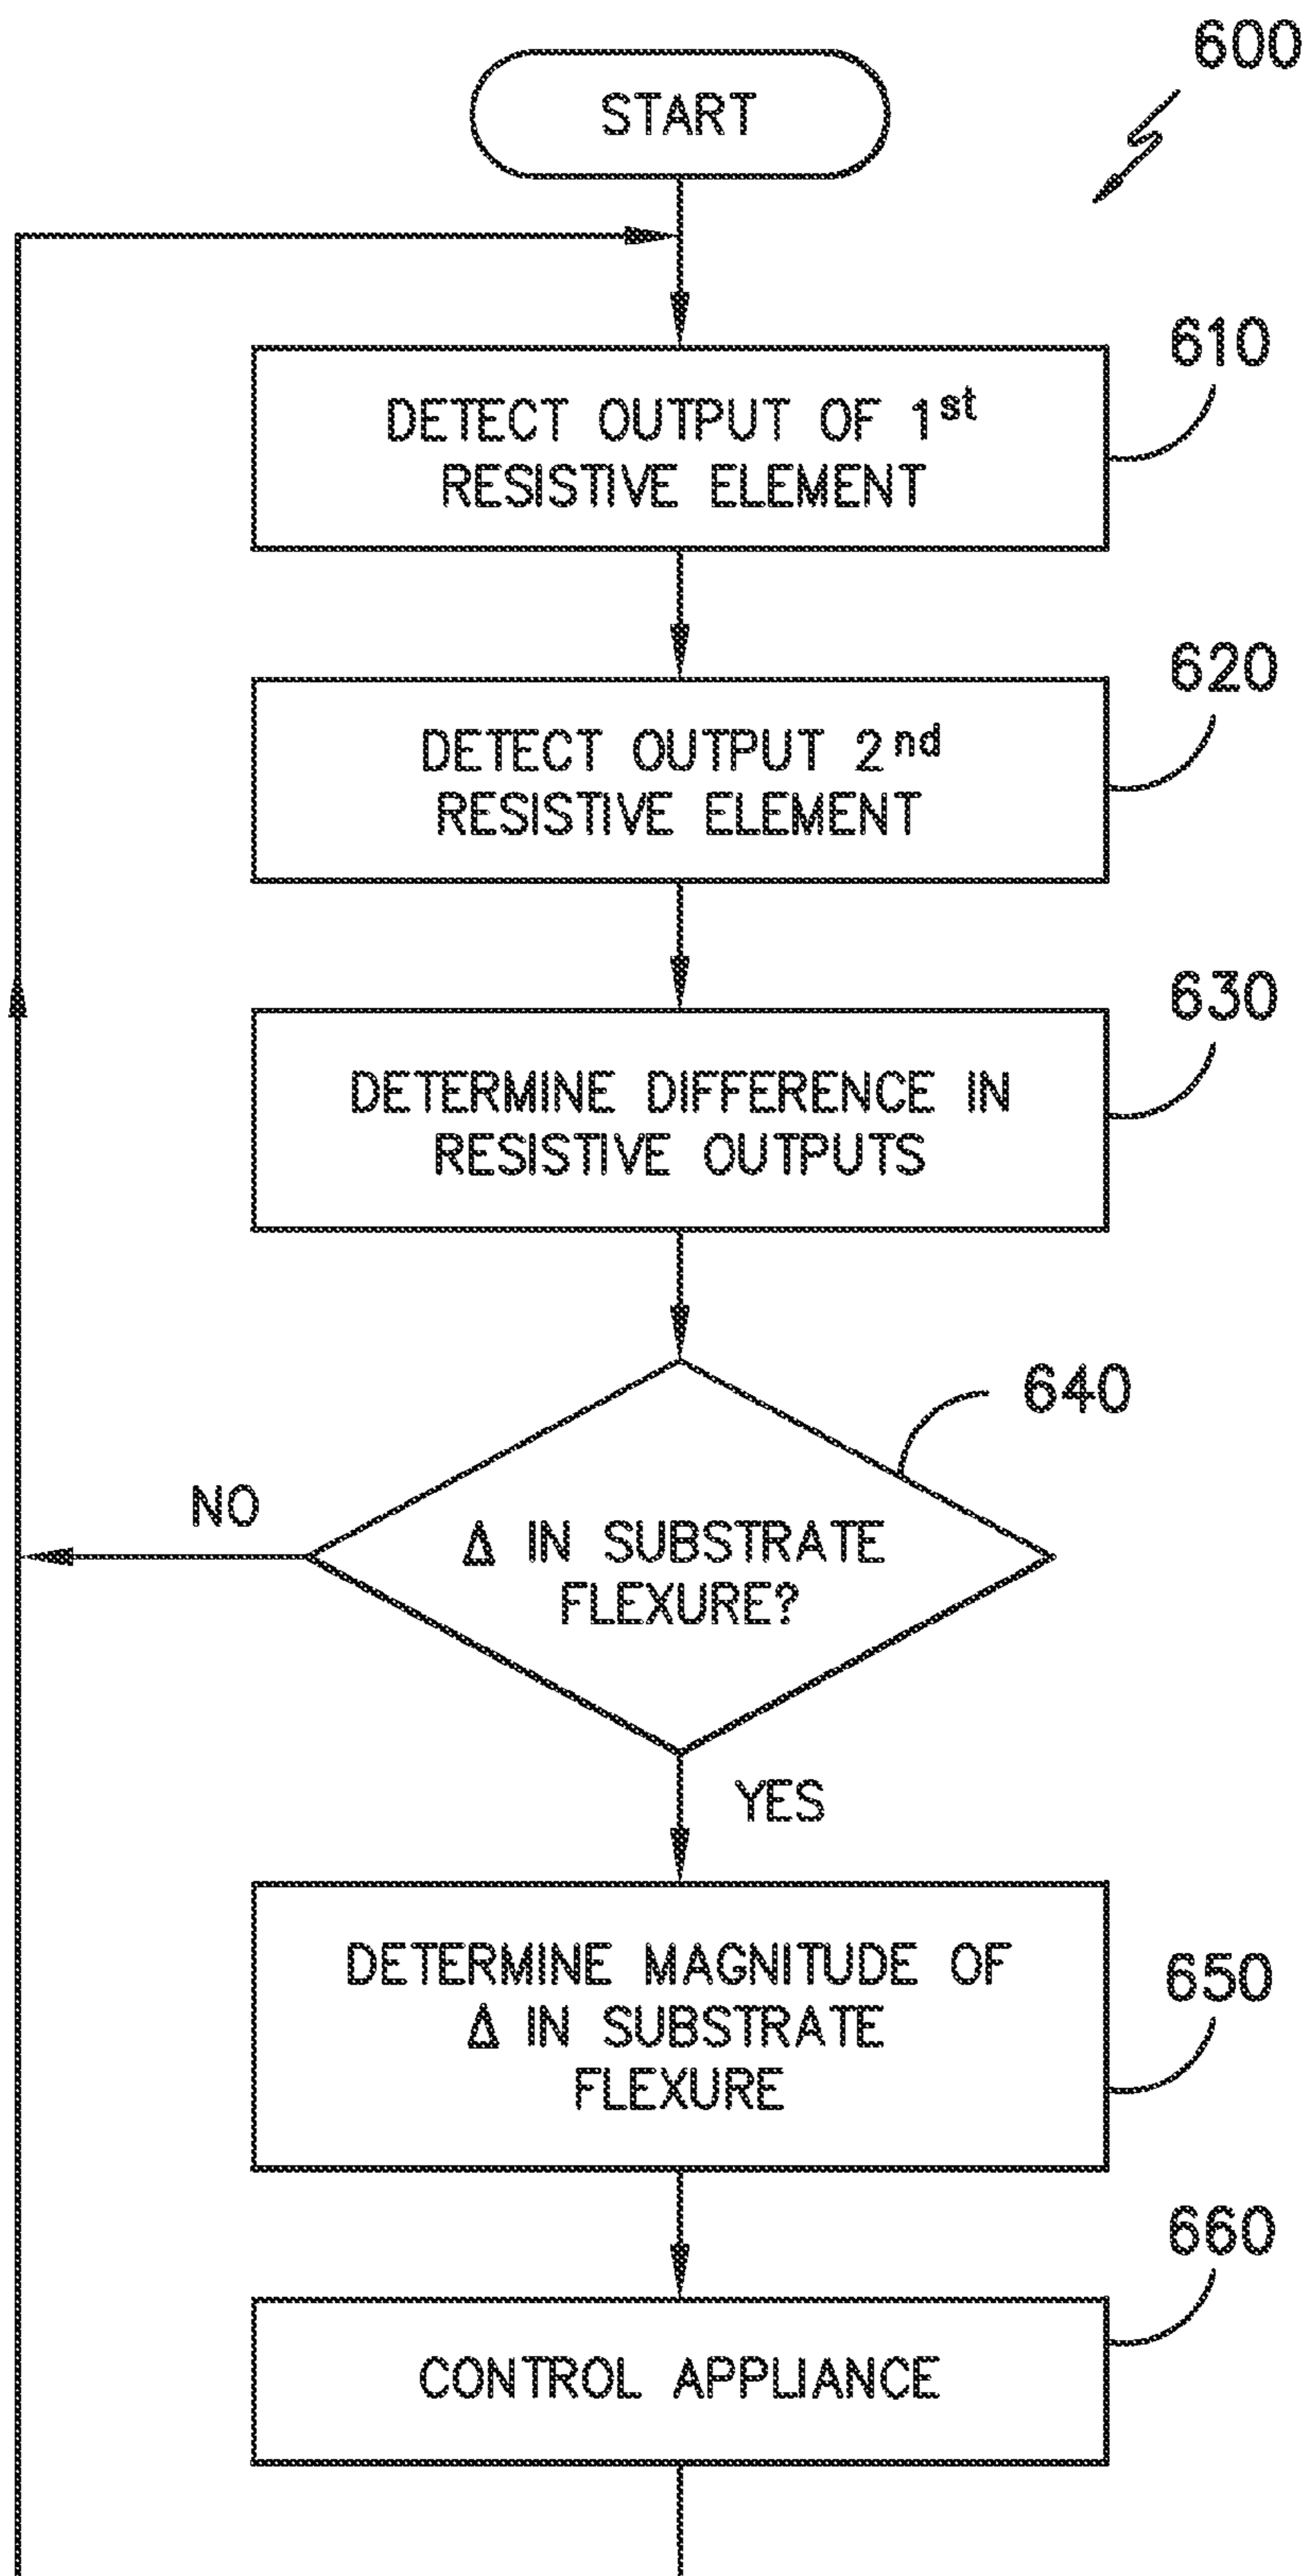 600
START
610
DETECT OUTPUT OF 1st
RESISTIVE ELEMENT
620
DETECT OUTPUT 2nd
RESISTIVE ELEMENT
630
DETERMINE DIFFERENCE IN
RESISTIVE OUTPUTS
640
NO
Δ IN SUBSTRATE
FLEXURE?
YES
DETERMINE MAGNITUDE OF
Δ IN SUBSTRATE
FLEXURE
650
660
CONTROL APPLIANCE